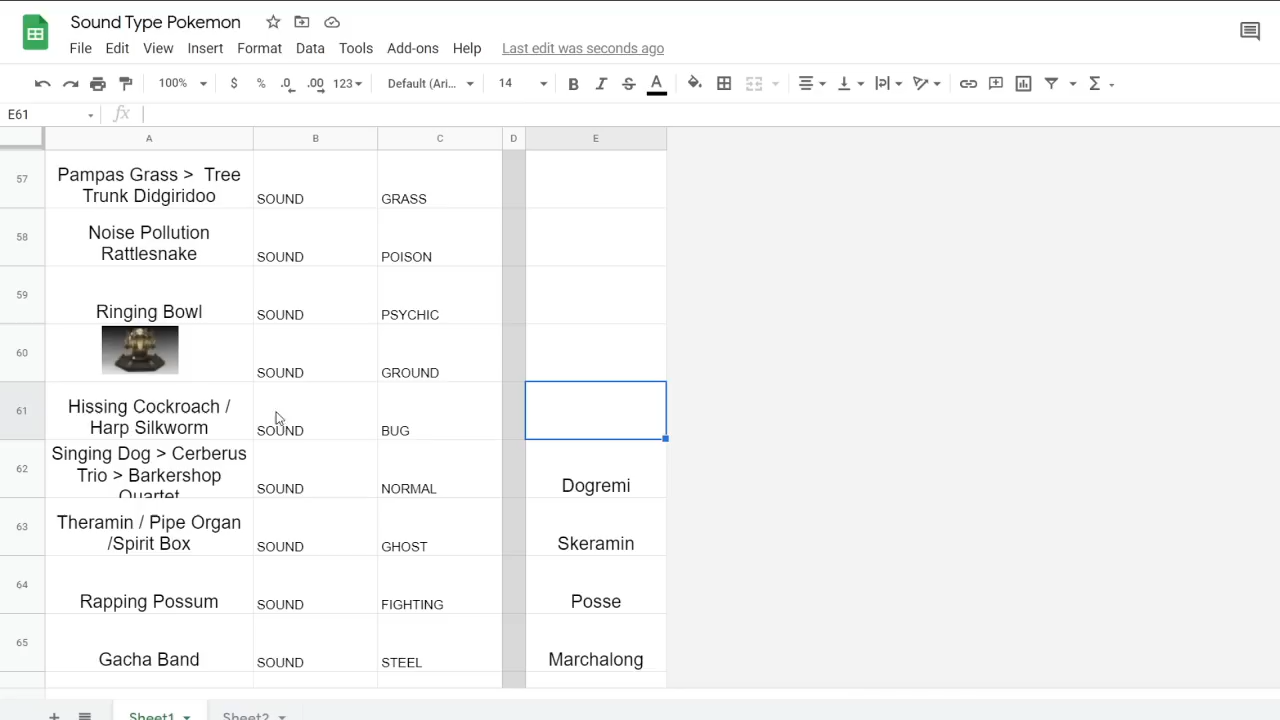 Sound Type Pokemon
File Edit View Insert Format Data Tools Add-ons Help Last edit was seconds ago
100% $ % .0 .00 123 Default (Ari... 14 B I S A Σ
E61 fx
A B C D E
57 Pampas Grass > Tree
Trunk Didgiridoo SOUND GRASS
58 Noise Pollution
Rattlesnake SOUND POISON
59 Ringing Bowl SOUND PSYCHIC
60 SOUND GROUND
61 Hissing Cockroach /
Harp Silkworm SOUND BUG
62 Singing Dog > Cerberus
Trio > Barkershop
Quartet SOUND NORMAL Dogremi
63 Theramin / Pipe Organ
/Spirit Box SOUND GHOST Skeramin
64 Rapping Possum SOUND FIGHTING Posse
65 Gacha Band SOUND STEEL Marchalong
+ Sheet1 Sheet2